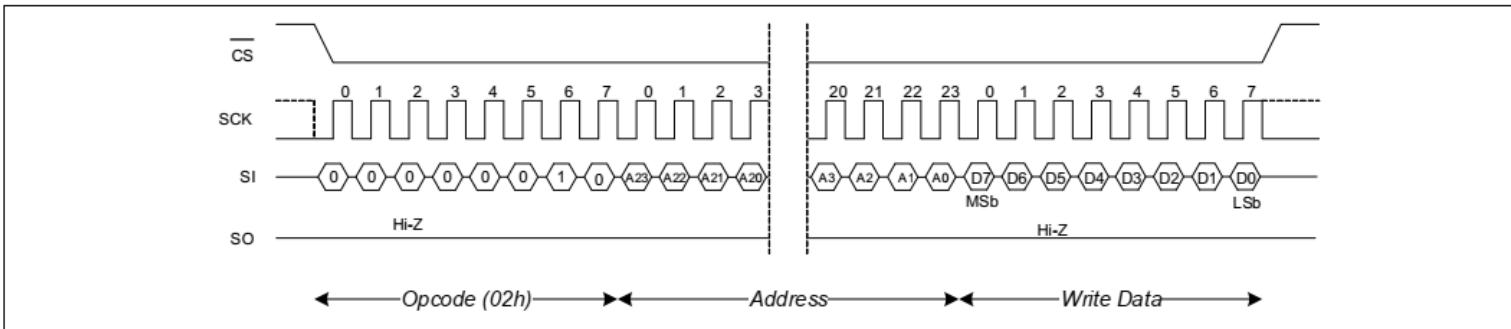 CS
0 1 2 3 4 5 6 7 0 1 2 3 20 21 22 23 0 1 2 3 4 5 6 7
SCK
SI 0 0 0 0 0 0 1 0 A23 A22 A21 A20 A3 A2 A1 A0 D7 D6 D5 D4 D3 D2 D1 D0
MSb LSb
Hi-Z Hi-Z
SO
Opcode (02h) Address Write Data